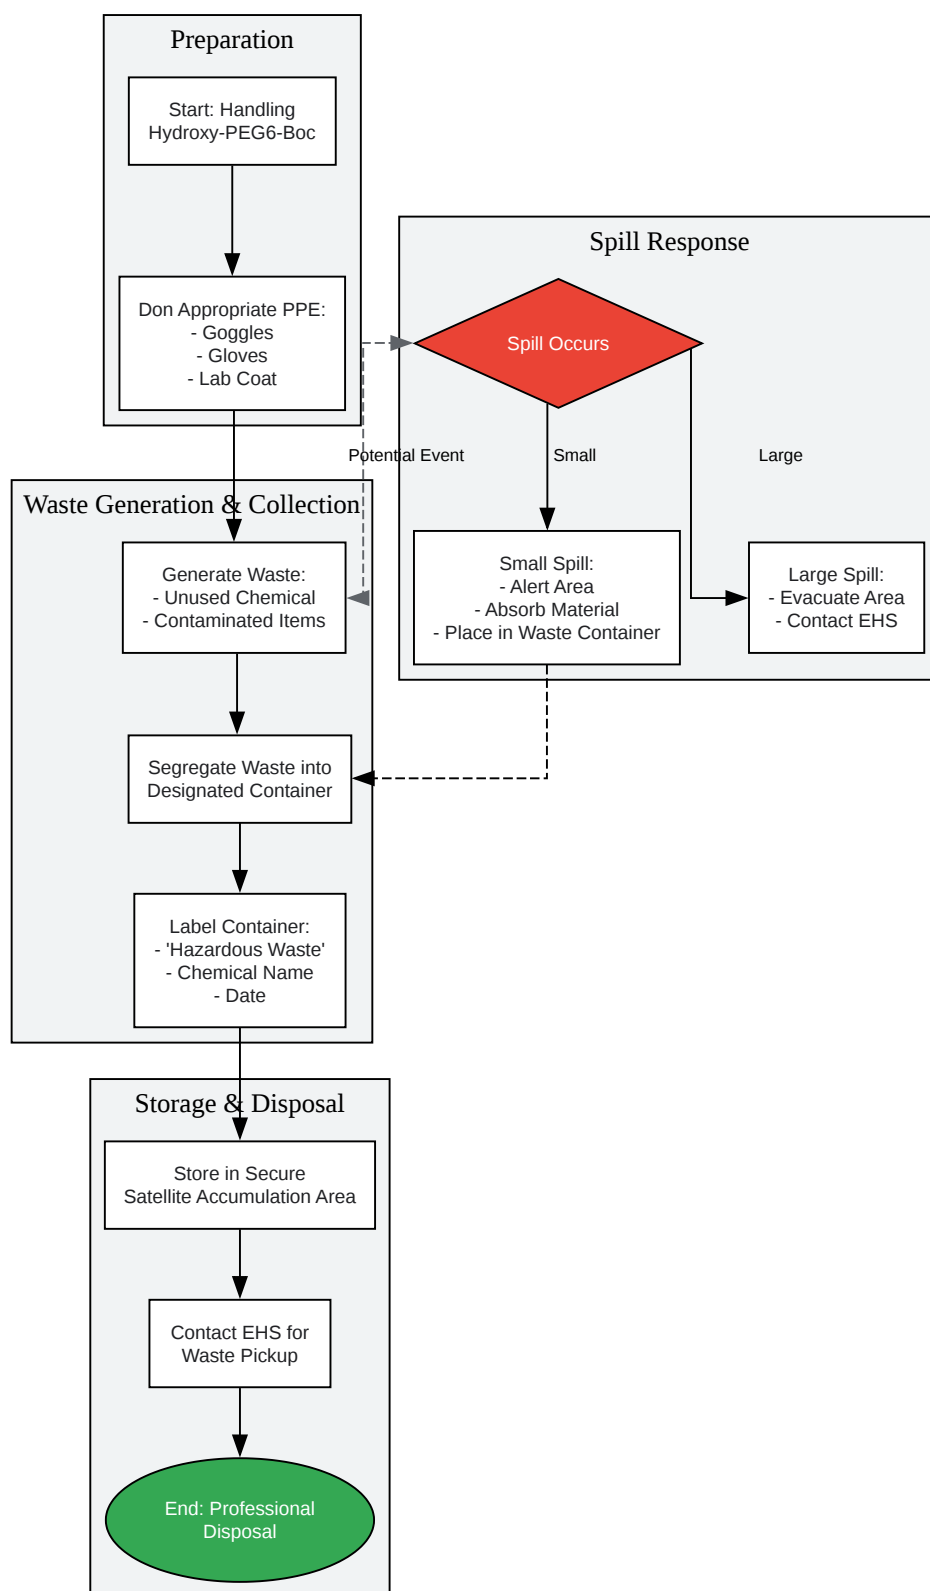 Preparation
Start: Handling
Hydroxy-PEG6-Boc
Don Appropriate PPE:
- Goggles
- Gloves
- Lab Coat
Spill Response
Spill Occurs
Potential Event
Small
Large
Small Spill:
- Alert Area
- Absorb Material
- Place in Waste Container
Large Spill:
- Evacuate Area
- Contact EHS
Waste Generation & Collection
Generate Waste:
- Unused Chemical
- Contaminated Items
Segregate Waste into
Designated Container
Label Container:
- 'Hazardous Waste'
- Chemical Name
- Date
Storage & Disposal
Store in Secure
Satellite Accumulation Area
Contact EHS for
Waste Pickup
End: Professional
Disposal